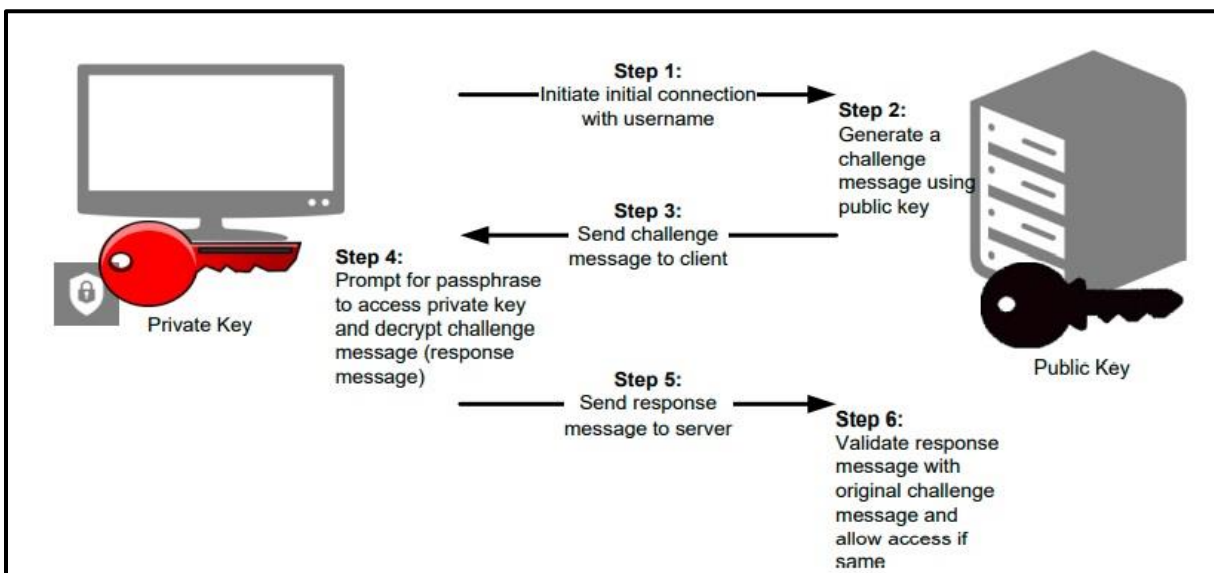 Step 1:
Initiate initial connection
with username
Step 2:
Generate a
challenge
message using
public key
Step 3:
Send challenge
message to client
Step 4:
Prompt for passphrase
to access private key
and decrypt challenge
message (response
message)
Private Key
Public Key
Step 5:
Send response
message to server
Step 6:
Validate response
message with
original challenge
message and
allow access if
same